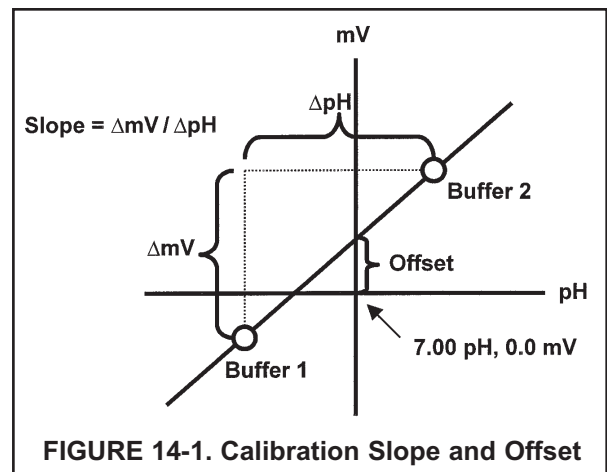 mV
ΔpH
Slope = ΔmV / ΔpH
Buffer 2
ΔmV
Offset
pH
7.00 pH, 0.0 mV
Buffer 1
FIGURE 14-1. Calibration Slope and Offset